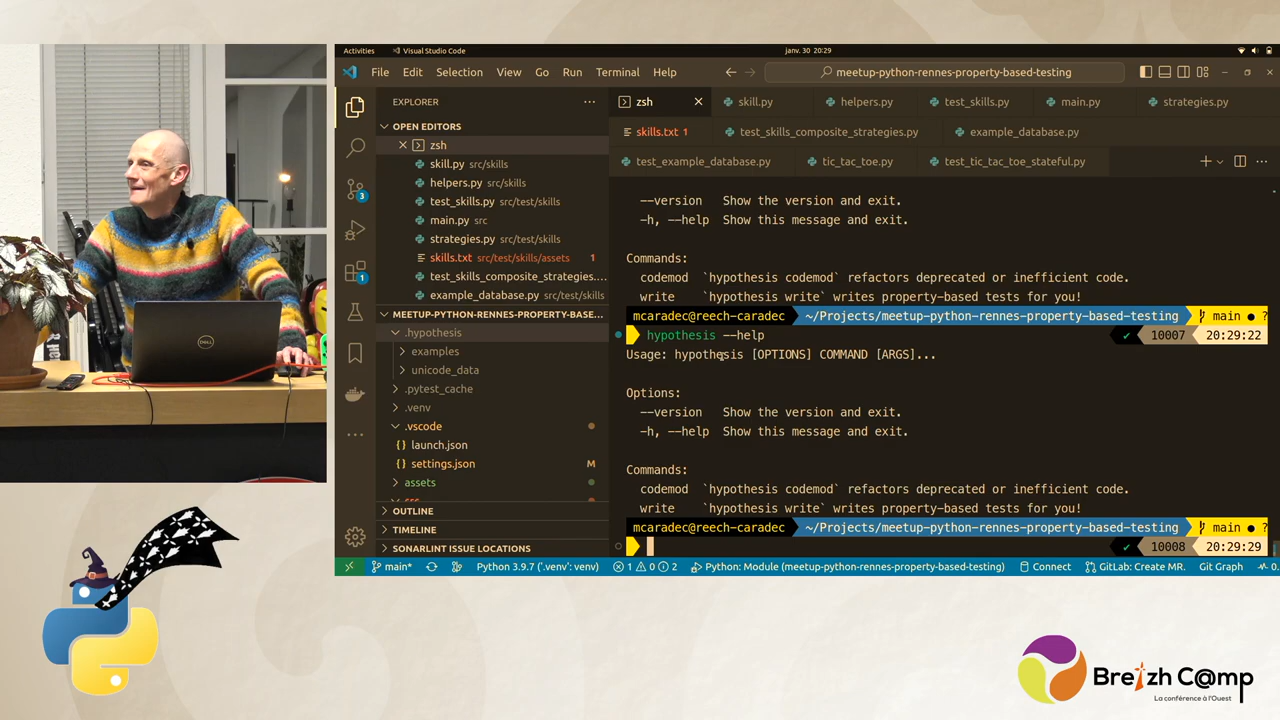 Activities
Visual Studio Code
janv. 30 20:29
File Edit Selection View Go Run Terminal Help
meetup-python-rennes-property-based-testing
EXPLORER
OPEN EDITORS
zsh
skill.py src/skills
helpers.py src/skills
test_skills.py src/test/skills
main.py src
strategies.py src/test/skills
skills.txt src/test/skills/assets 1
test_skills_composite_strategies....
example_database.py src/test/skills
MEETUP-PYTHON-RENNES-PROPERTY-BASE...
.hypothesis
examples
unicode_data
.pytest_cache
.venv
.vscode
launch.json
settings.json M
assets
OUTLINE
TIMELINE
SONARLINT ISSUE LOCATIONS
3
1
zsh skill.py helpers.py test_skills.py main.py strategies.py
skills.txt 1 test_skills_composite_strategies.py example_database.py
test_example_database.py tic_tac_toe.py test_tic_tac_toe_stateful.py
--version Show the version and exit.
-h, --help Show this message and exit.
Commands:
codemod `hypothesis codemod` refactors deprecated or inefficient code.
write `hypothesis write` writes property-based tests for you!
mcaradec@reech-caradec ~/Projects/meetup-python-rennes-property-based-testing main ● ?
hypothesis --help ✔ 10007 20:29:22
Usage: hypothesis [OPTIONS] COMMAND [ARGS]...
Options:
--version Show the version and exit.
-h, --help Show this message and exit.
Commands:
codemod `hypothesis codemod` refactors deprecated or inefficient code.
write `hypothesis write` writes property-based tests for you!
mcaradec@reech-caradec ~/Projects/meetup-python-rennes-property-based-testing main ● ?
✔ 10008 20:29:29
main* Python 3.9.7 ('.venv': venv) 1 0 2 Python: Module (meetup-python-rennes-property-based-testing) Connect GitLab: Create MR. Git Graph 0.
DELL
Breizh C@mp
La conférence à l'Ouest